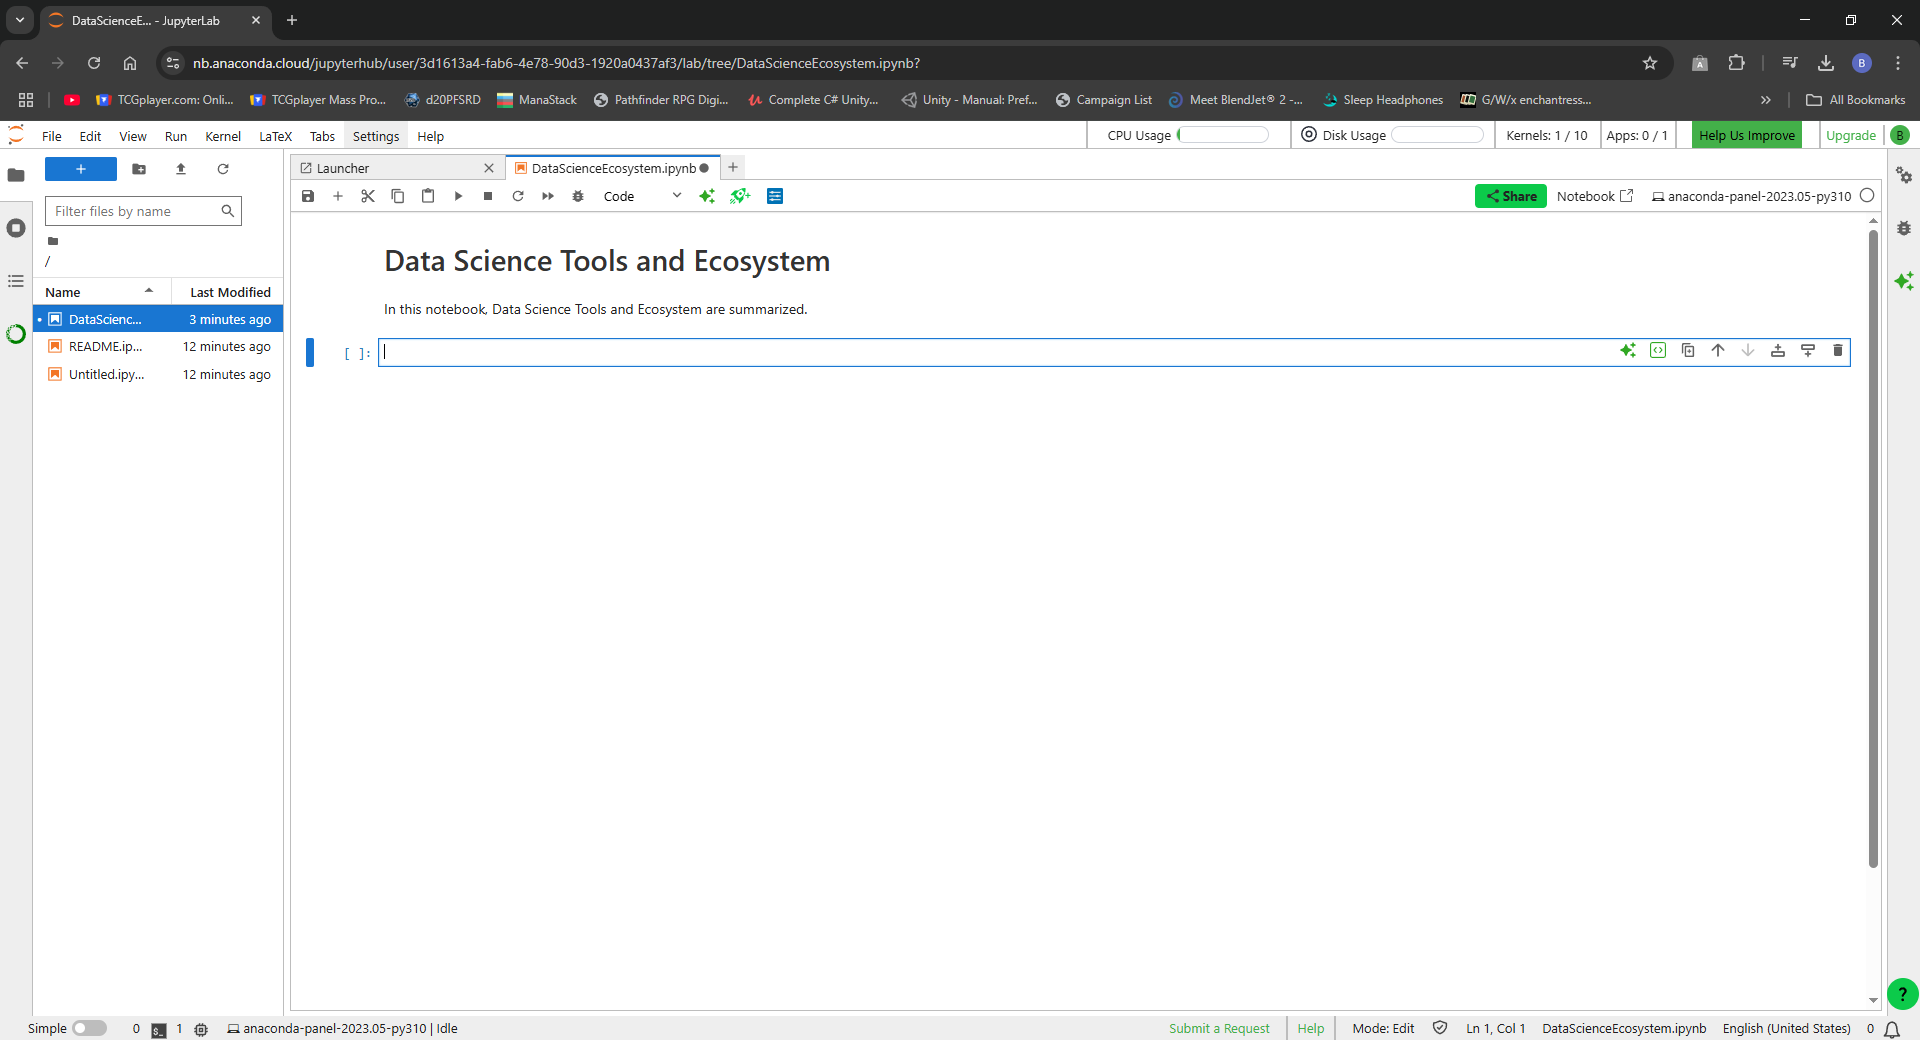 DataScienceE... - JupyterLab
nb.anaconda.cloud/jupyterhub/user/3d1613a4-fab6-4e78-90d3-1920a0437af3/lab/tree/DataScienceEcosystem.ipynb?
B
TCGplayer.com: Onli... TCGplayer Mass Pro... d20PFSRD ManaStack Pathfinder RPG Digi... Complete C# Unity... Unity - Manual: Pref... Campaign List Meet BlendJet® 2 -... Sleep Headphones G/W/x enchantress... All Bookmarks
File Edit View Run Kernel LaTeX Tabs Settings Help CPU Usage Disk Usage Kernels: 1 / 10 Apps: 0 / 1 Help Us Improve Upgrade B
Launcher DataScienceEcosystem.ipynb
Code Share Notebook anaconda-panel-2023.05-py310
Filter files by name
/
Name Last Modified
DataScienc... 3 minutes ago
README.ip... 12 minutes ago
Untitled.ipy... 12 minutes ago
Data Science Tools and Ecosystem
In this notebook, Data Science Tools and Ecosystem are summarized.
[ ]:
?
Simple 0 $_ 1 anaconda-panel-2023.05-py310 | Idle Submit a Request Help Mode: Edit Ln 1, Col 1 DataScienceEcosystem.ipynb English (United States) 0